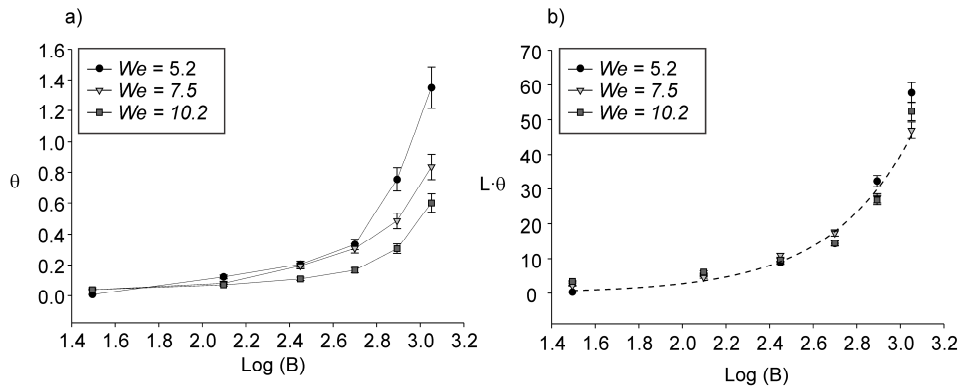 a)
1.6
1.4
1.2
1.0
0.8
0.6
0.4
0.2
0.0
θ
We = 5.2
We = 7.5
We = 10.2
1.4 1.6 1.8 2.0 2.2 2.4 2.6 2.8 3.0 3.2
Log (B)
b)
70
60
50
40
30
20
10
0
L·θ
We = 5.2
We = 7.5
We = 10.2
1.4 1.6 1.8 2.0 2.2 2.4 2.6 2.8 3.0 3.2
Log (B)